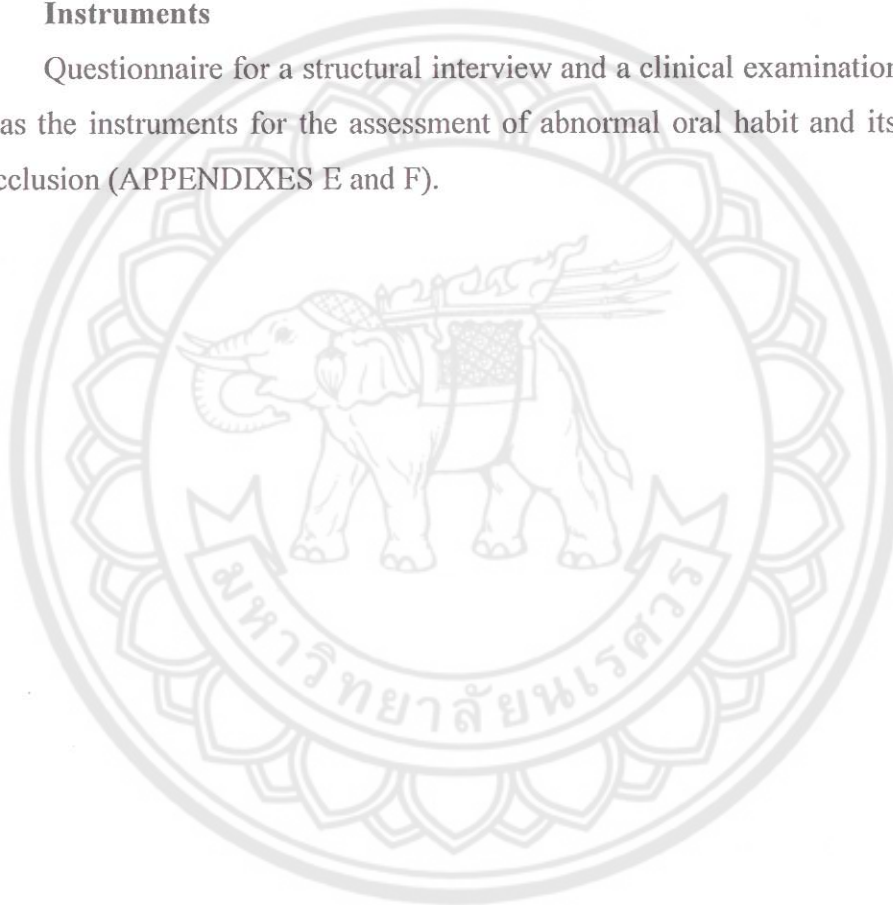 Instruments
Questionnaire for a structural interview and a clinical examination
as the instruments for the assessment of abnormal oral habit and its
cclusion (APPENDIXES E and F).
มหาวิทยาลัยนเรศวร